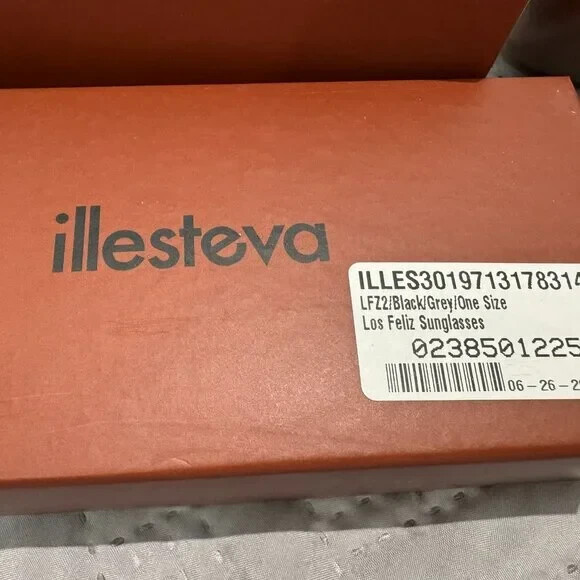 illesteva
ILLES3019713178314
LFZ2/Black/Grey/One Size
Los Feliz Sunglasses
0238501225
06-26-2